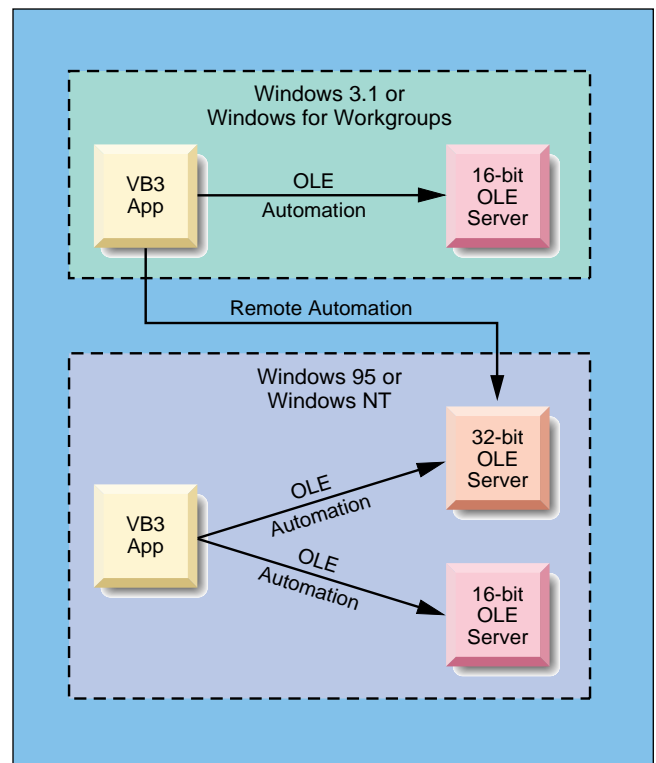 Windows 3.1 or
Windows for Workgroups
VB3
App
OLE
Automation
16-bit
OLE
Server
Remote Automation
Windows 95 or
Windows NT
VB3
App
OLE
Automation
32-bit
OLE
Server
OLE
Automation
16-bit
OLE
Server